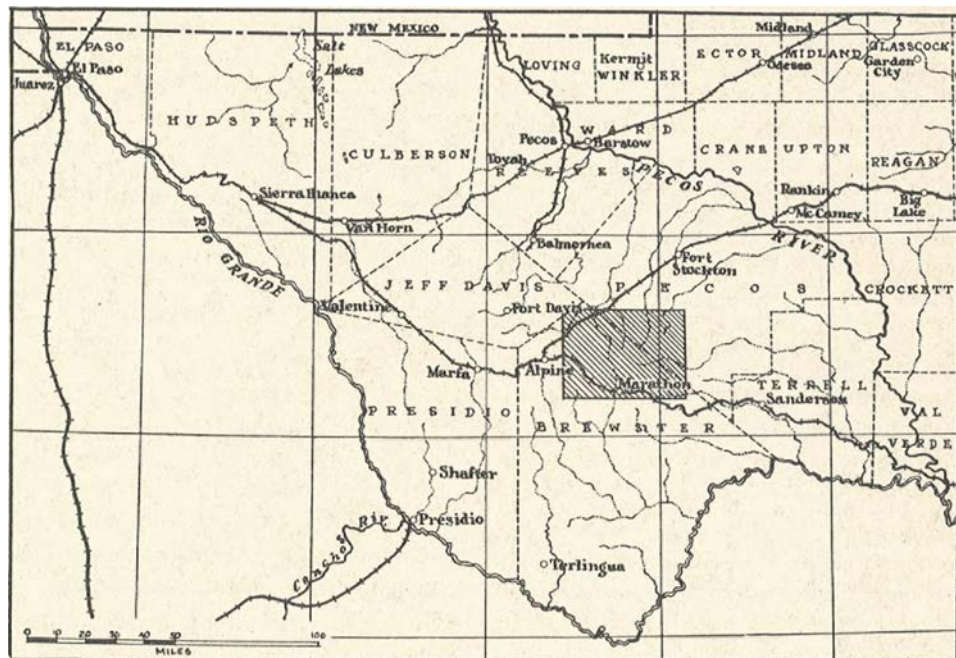 NEW MEXICO
Midland
EL PASO
El Paso
Juarez
Salt
Lakes
LOVING
Kermit
WINKLER
ECTOR
MIDLAND
Odessa
GLASSCOCK
Garden
City
HUDSPETH
CULBERSON
Pecos
WARD
Barstow
Toyah
REEVES
PECOS
RIVER
CRANE
UPTON
REAGAN
Sierra Blanca
Van Horn
Rankin
McCamey
Big
Lake
RIO
GRANDE
Balmorhea
Fort
Stockton
JEFF DAVIS
PECOS
CROCKETT
Valentine
Fort Davis
Marfa
Alpine
Marathon
TERRELL
Sanderson
PRESIDIO
BREWSTER
VAL
VERDE
Shafter
Presidio
Conchos
Riv
Terlingua
0 10 20 30 40 50 100
MILES